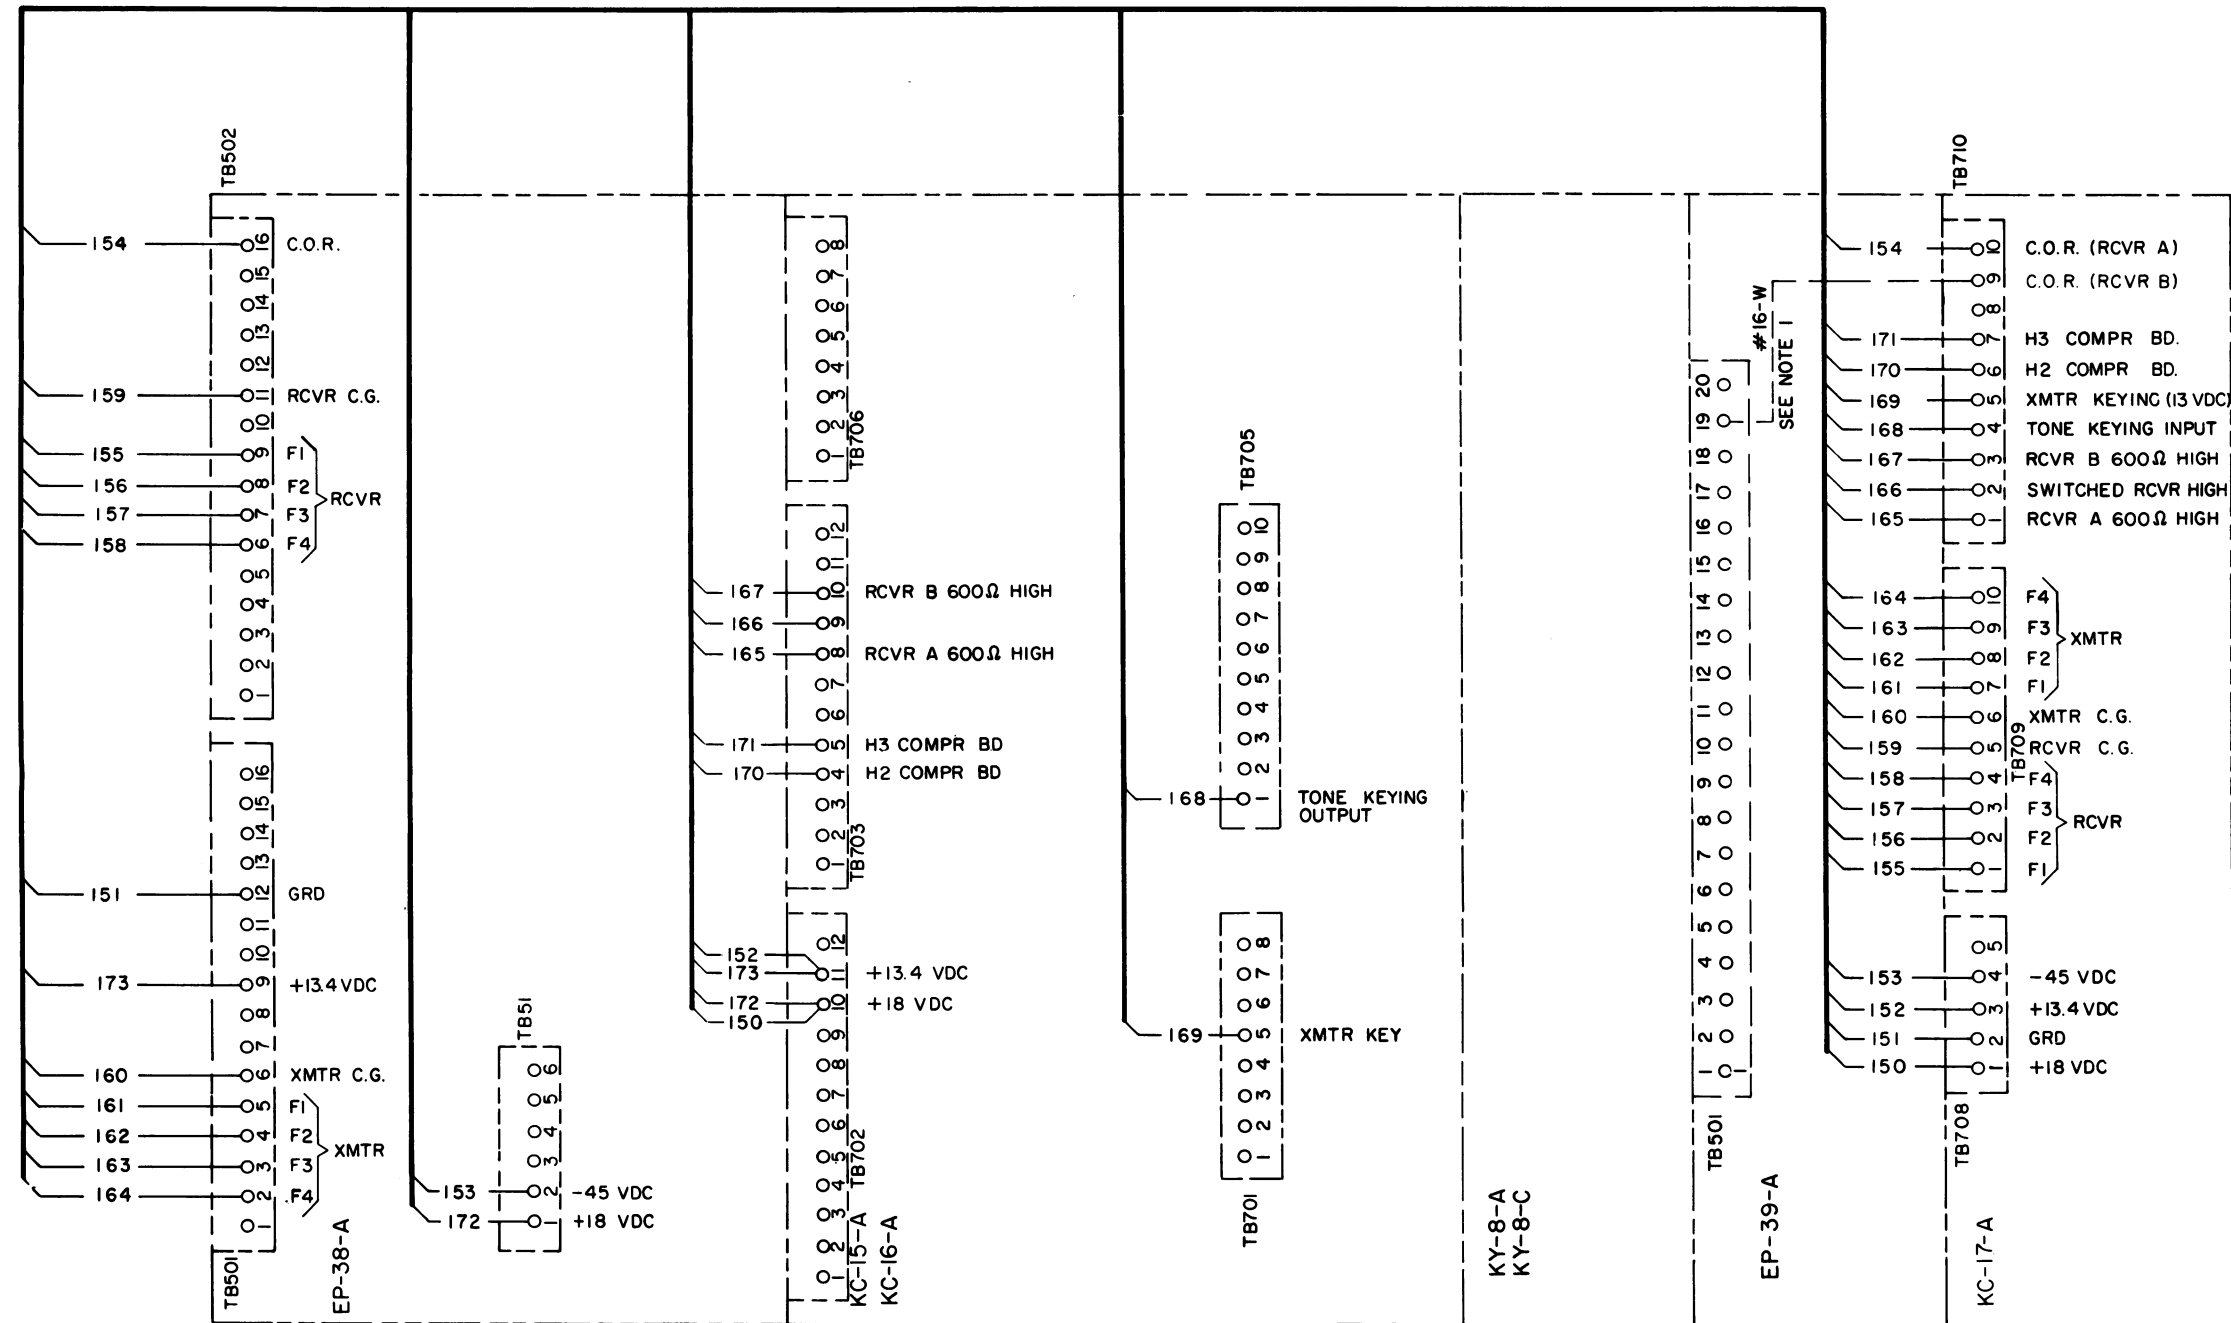 TB502
154 16 C.O.R.
15
14
13
12
159 11 RCVR C.G.
10
155 9 F1
156 8 F2
RCVR
157 7 F3
158 6 F4
5
4
3
2
1
16
15
14
13
151 12 GRD
11
10
173 9 +13.4 VDC
8
7
160 6 XMTR C.G.
161 5 F1
162 4 F2
XMTR
163 3 F3
164 2 .F4
1
TB501
EP-38-A
TB51
6
5
4
3
153 2 -45 VDC
172 1 +18 VDC
8
7
6
5
4
3
2
1
TB706
12
11
167 10 RCVR B 600Ω HIGH
166 9
165 8 RCVR A 600Ω HIGH
7
6
171 5 H3 COMPR BD
170 4 H2 COMPR BD
3
2
1
TB703
12
152
173 11 +13.4 VDC
172 10 +18 VDC
150
9
8
7
6
5
4
3
2
1
TB702
KC-15-A
KC-16-A
TB705
10
9
8
7
6
5
4
3
2
168 1 TONE KEYING
OUTPUT
8
7
6
169 5 XMTR KEY
4
3
2
1
TB701
KY-8-A
KY-8-C
#16-W
SEE NOTE 1
20
19
18
17
16
15
14
13
12
11
10
9
8
7
6
5
4
3
2
1
TB501
EP-39-A
TB710
154 10 C.O.R. (RCVR A)
9 C.O.R. (RCVR B)
8
171 7 H3 COMPR BD.
170 6 H2 COMPR BD.
169 5 XMTR KEYING (13 VDC)
168 4 TONE KEYING INPUT
167 3 RCVR B 600Ω HIGH
166 2 SWITCHED RCVR HIGH
165 1 RCVR A 600Ω HIGH
164 10 F4
163 9 F3
XMTR
162 8 F2
161 7 F1
160 6 XMTR C.G.
159 5 RCVR C.G.
TB709
158 4 F4
157 3 F3
RCVR
156 2 F2
155 1 F1
5
153 4 -45 VDC
152 3 +13.4 VDC
151 2 GRD
150 1 +18 VDC
TB708
KC-17-A